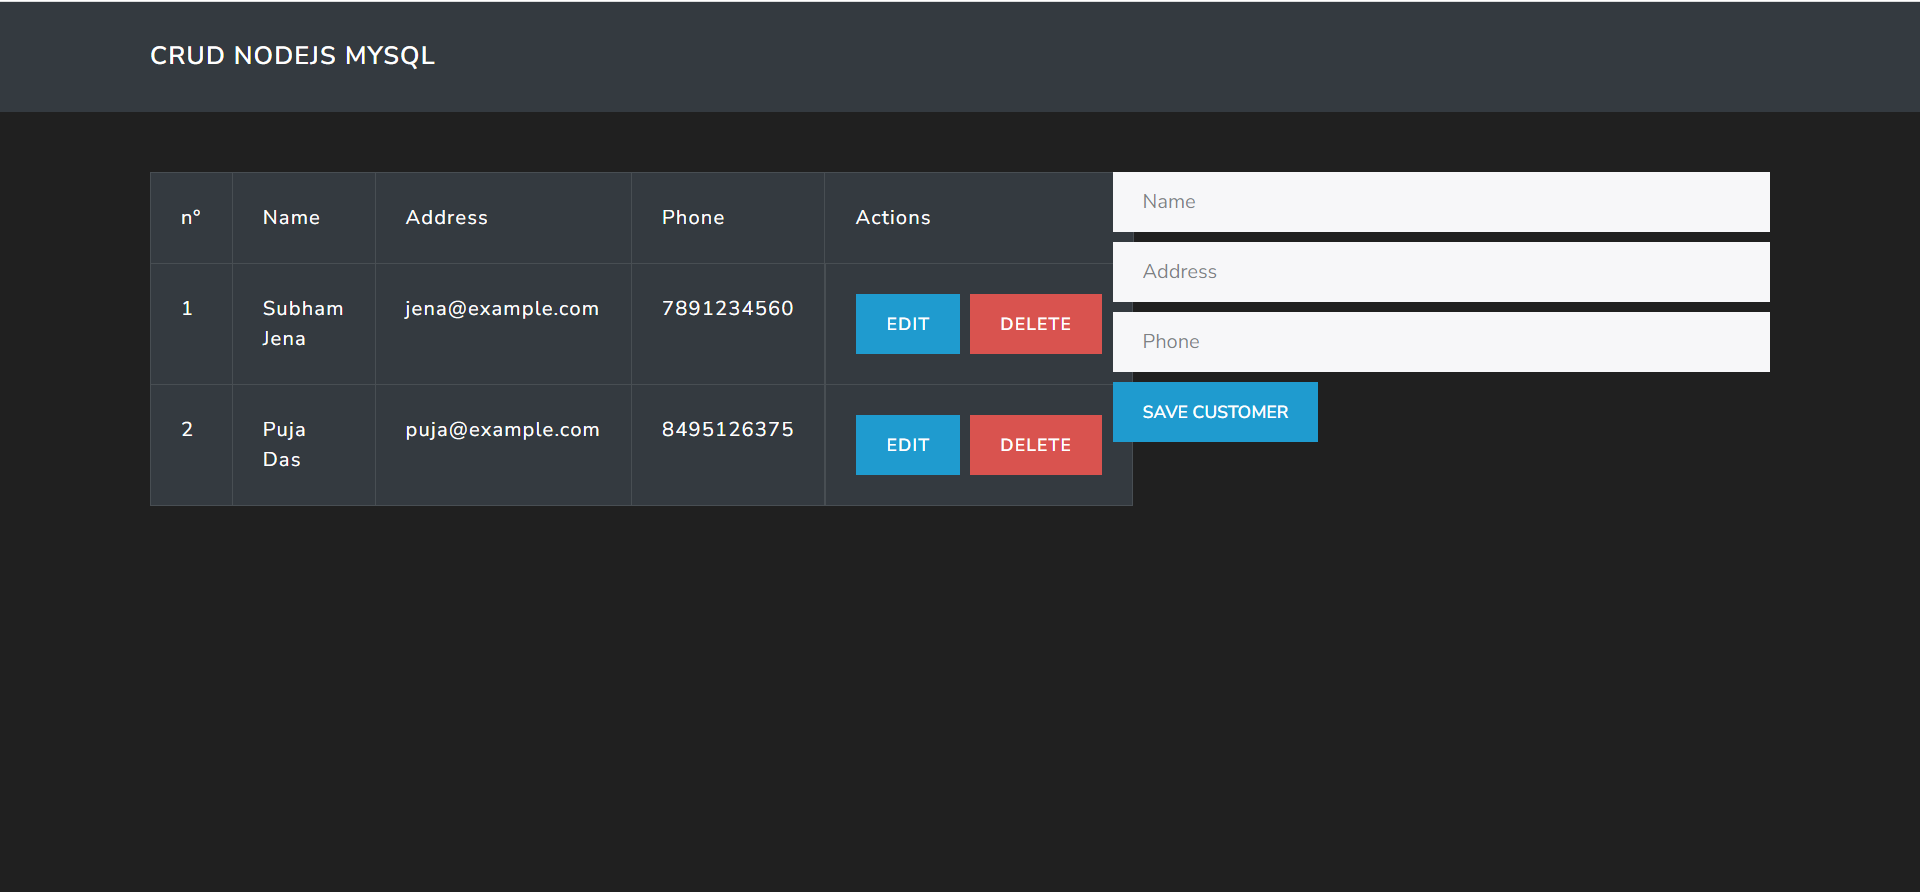 CRUD NODEJS MYSQL
n° Name Address Phone Actions
1 Subham Jena jena@example.com 7891234560 EDIT DELETE
2 Puja Das puja@example.com 8495126375 EDIT DELETE
Name
Address
Phone
SAVE CUSTOMER